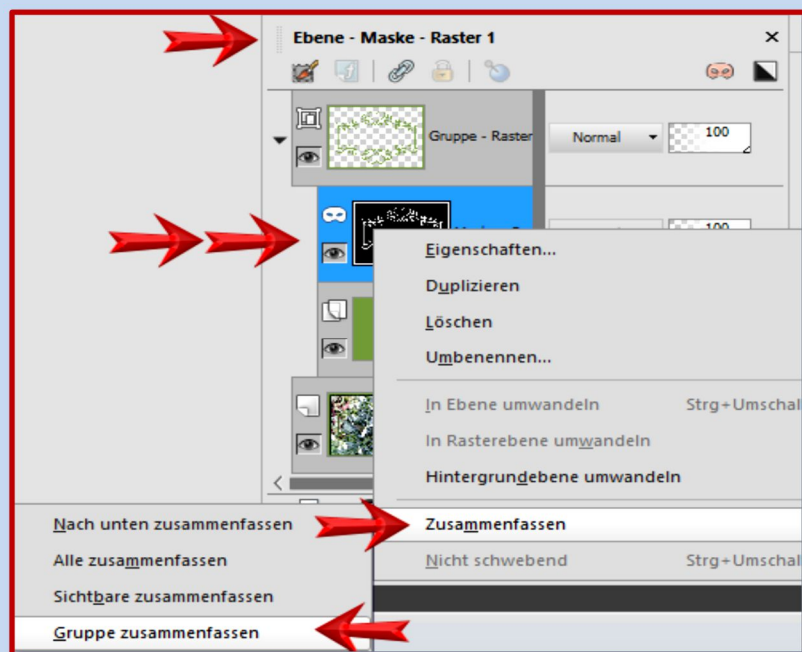 Ebene - Maske - Raster 1
Gruppe - Raster
Normal
100
100
Eigenschaften...
Duplizieren
Löschen
Umbenennen...
In Ebene umwandeln Strg+Umschal
In Rasterebene umwandeln
Hintergrundebene umwandeln
Zusammenfassen
Nicht schwebend Strg+Umschal
Nach unten zusammenfassen
Alle zusammenfassen
Sichtbare zusammenfassen
Gruppe zusammenfassen